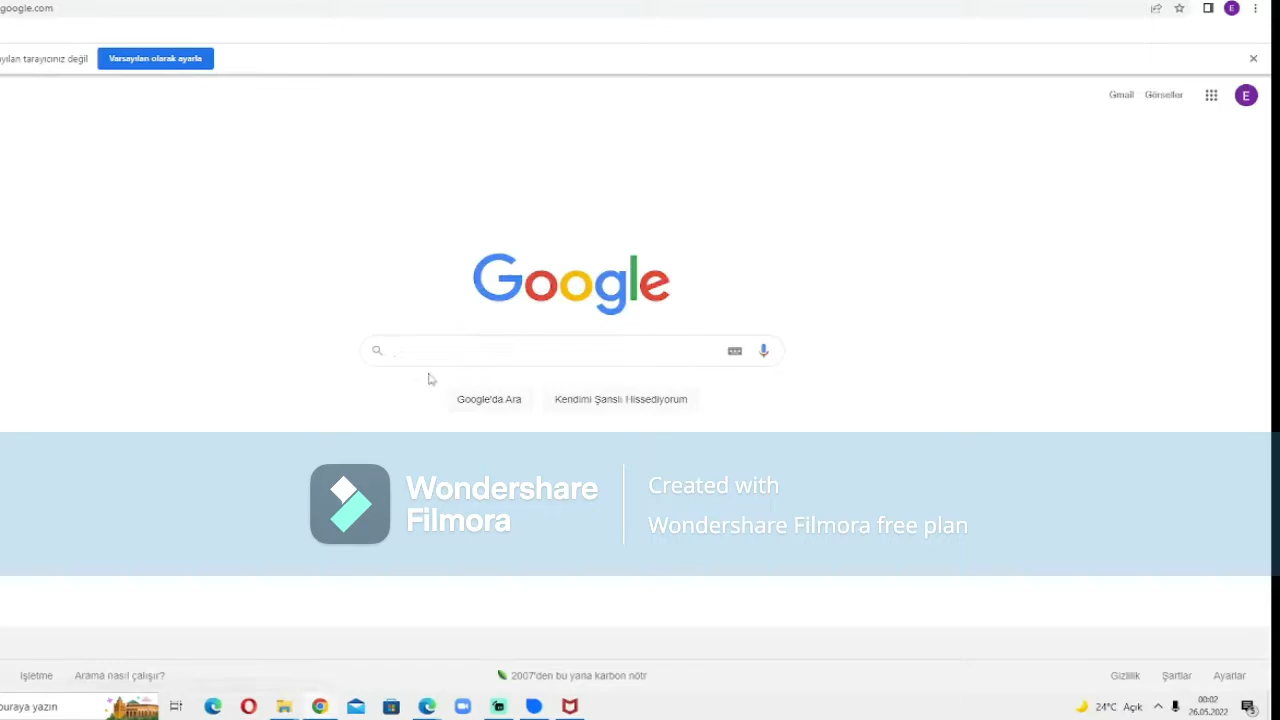 google.com
yılan tarayıcınız değil
Varsayılan olarak ayarla
Gmail
Görseller
E
Google
Google'da Ara
Kendimi Şanslı Hissediyorum
Wondershare
Filmora
Created with
Wondershare Filmora free plan
İşletme
Arama nasıl çalışır?
2007'den bu yana karbon nötr
Gizlilik
Şartlar
Ayarlar
buraya yazın
24°C Açık
00:02
26.05.2022